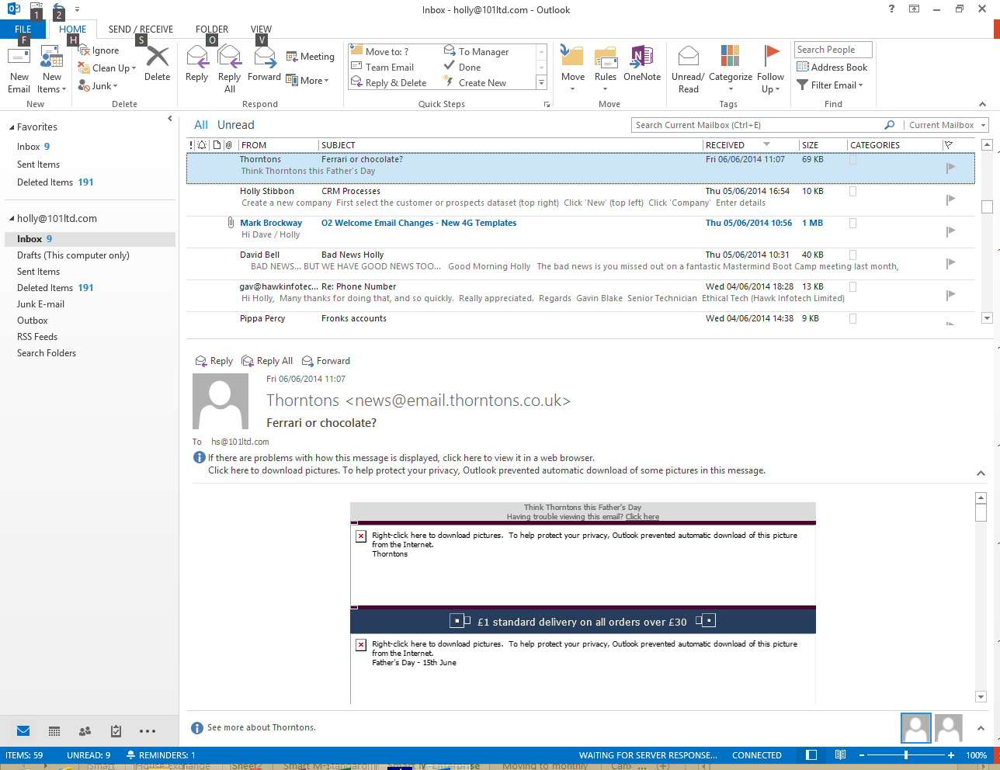 Inbox - holly@101ltd.com - Outlook
1 2
FILE HOME SEND / RECEIVE FOLDER VIEW
F H S O V
New Email
New Items
Ignore
Clean Up
Junk
Delete
Reply
Reply All
Forward
Meeting
More
Move to: ?
Team Email
Reply & Delete
To Manager
Done
Create New
Move
Rules
OneNote
Unread/ Read
Categorize
Follow Up
Search People
Address Book
Filter Email
New Delete Respond Quick Steps Move Tags Find
Favorites
Inbox 9
Sent Items
Deleted Items 191
holly@101ltd.com
Inbox 9
Drafts (This computer only)
Sent Items
Deleted Items 191
Junk E-mail
Outbox
RSS Feeds
Search Folders
All Unread
Search Current Mailbox (Ctrl+E)
Current Mailbox
FROM SUBJECT RECEIVED SIZE CATEGORIES
Thorntons Ferrari or chocolate? Fri 06/06/2014 11:07 69 KB
Think Thorntons this Father's Day
Holly Stibbon CRM Processes Thu 05/06/2014 16:54 10 KB
Create a new company First select the customer or prospects dataset (top right) Click 'New' (top left) Click 'Company' Enter details
Mark Brockway O2 Welcome Email Changes - New 4G Templates Thu 05/06/2014 10:56 1 MB
Hi Dave / Holly
David Bell Bad News Holly Thu 05/06/2014 10:31 40 KB
BAD NEWS... BUT WE HAVE GOOD NEWS TOO... Good Morning Holly The bad news is you missed out on a fantastic Mastermind Boot Camp meeting last month,
gav@hawkinfotec... Re: Phone Number Wed 04/06/2014 18:28 13 KB
Hi Holly, Many thanks for doing that, and so quickly. Really appreciated. Regards Gavin Blake Senior Technician Ethical Tech (Hawk Infotech Limited)
Pippa Percy Fronks accounts Wed 04/06/2014 14:38 9 KB
Reply Reply All Forward
Fri 06/06/2014 11:07
Thorntons <news@email.thorntons.co.uk>
Ferrari or chocolate?
To hs@101ltd.com
If there are problems with how this message is displayed, click here to view it in a web browser.
Click here to download pictures. To help protect your privacy, Outlook prevented automatic download of some pictures in this message.
Think Thorntons this Father's Day
Having trouble viewing this email? Click here
Right-click here to download pictures. To help protect your privacy, Outlook prevented automatic download of this picture
from the Internet.
Thorntons
£1 standard delivery on all orders over £30
Right-click here to download pictures. To help protect your privacy, Outlook prevented automatic download of this picture
from the Internet.
Father's Day - 15th June
See more about Thorntons.
ITEMS: 59 UNREAD: 9 REMINDERS: 1 WAITING FOR SERVER RESPONSE... CONNECTED 100%
Smart House Exchange Sheet2 Smart M-Standard Smart M-Enterprise Moving to monthly